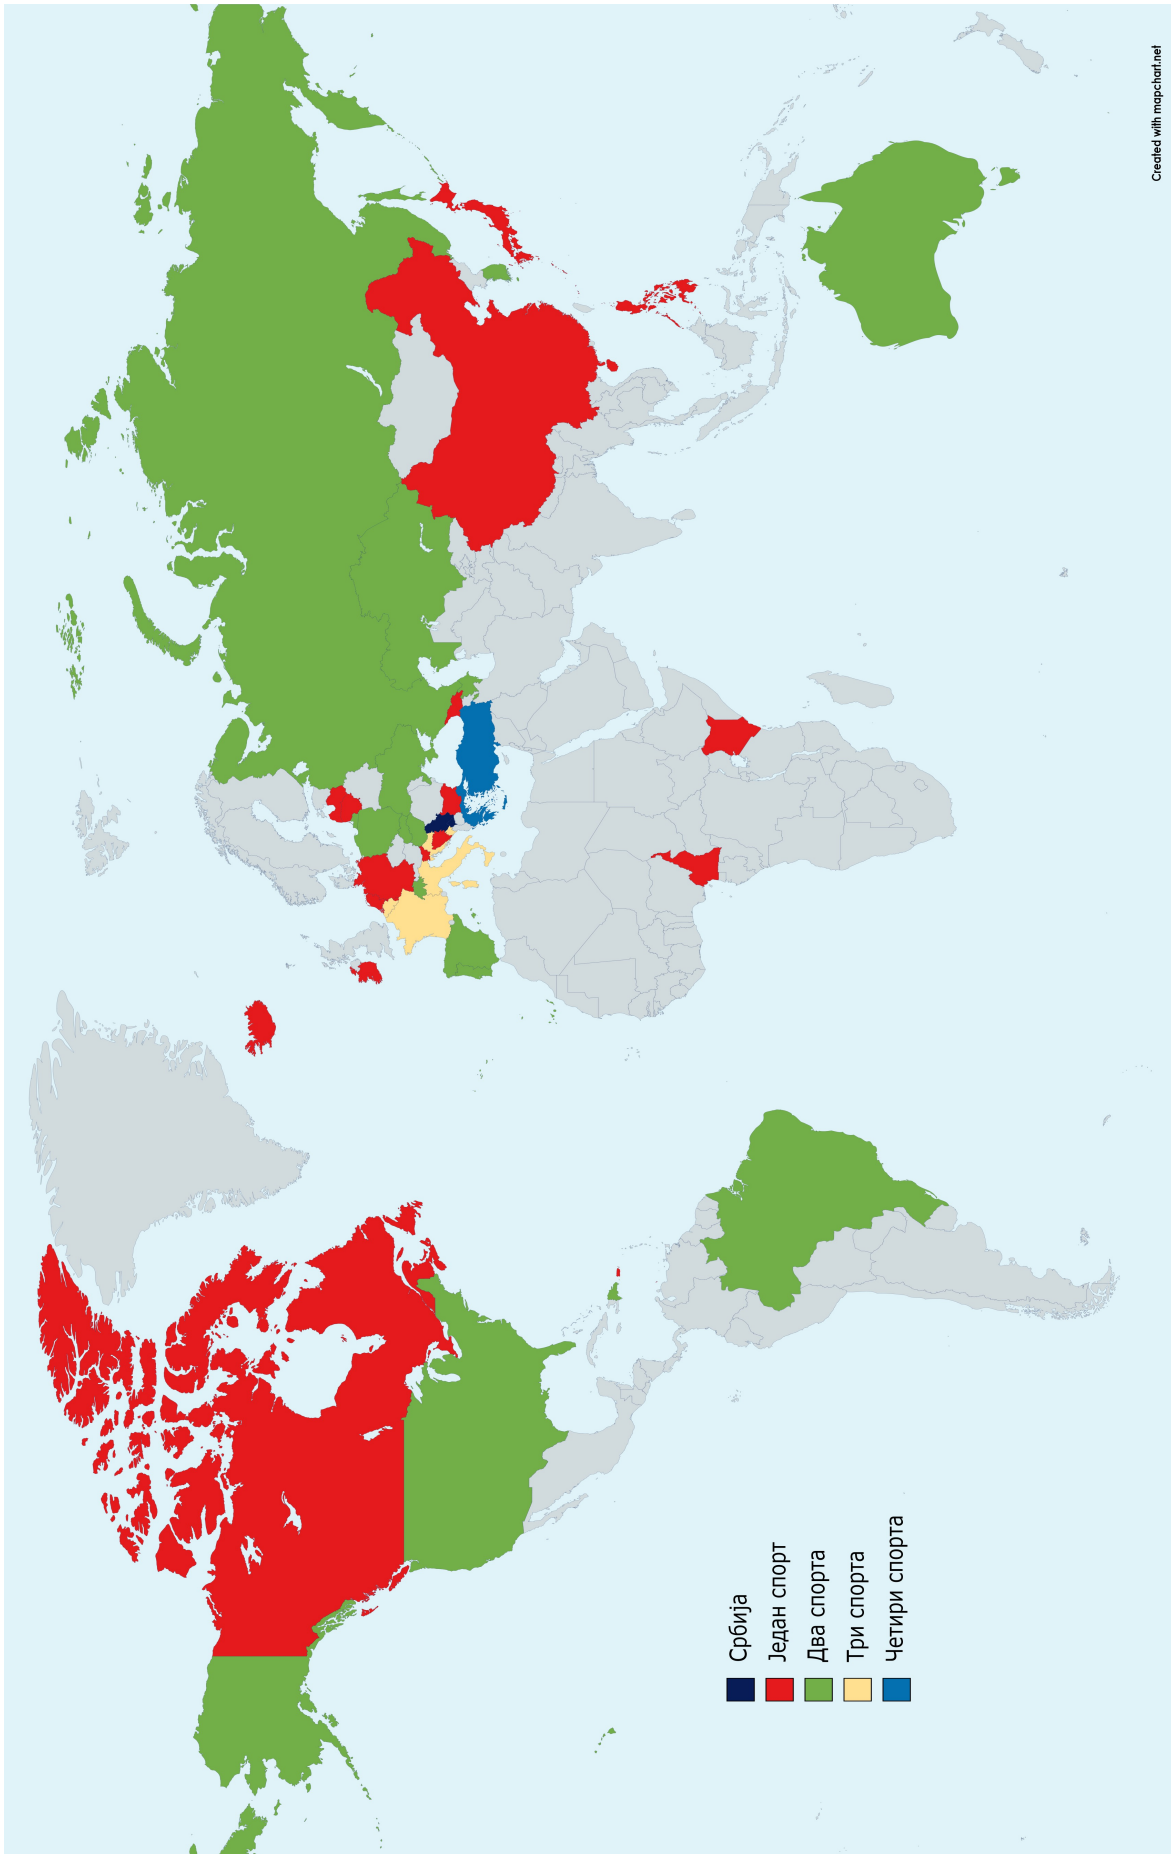 Србија
Један спорт
Два спорта
Три спорта
Четири спорта
Created with mapchart.net